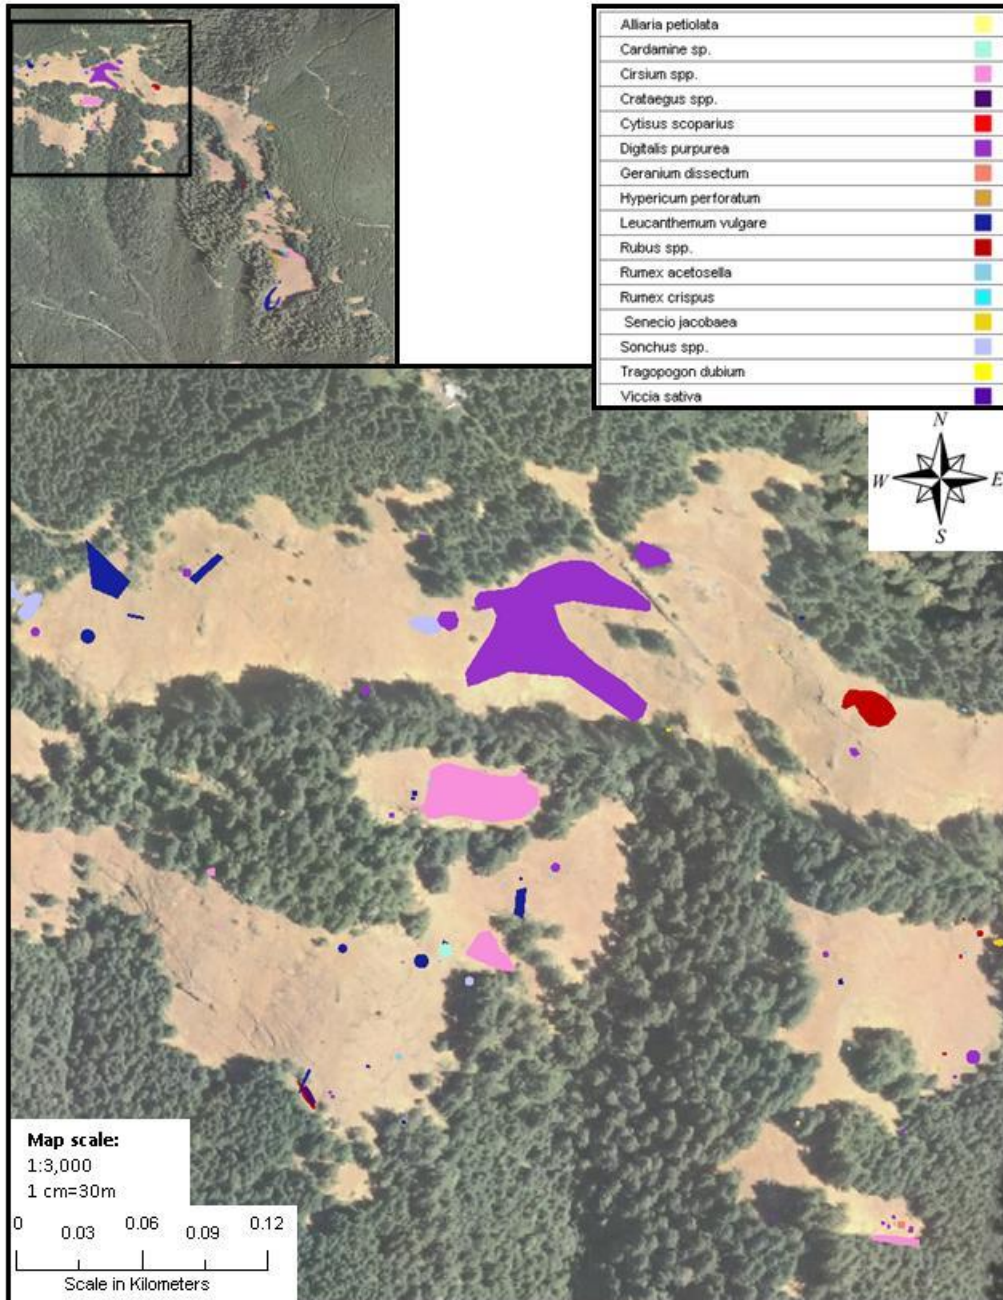 Alliaria petiolata
Cardamine sp.
Cirsium spp.
Crataegus spp.
Cytisus scoparius
Digitalis purpurea
Geranium dissectum
Hypericum perforatum
Leucanthemum vulgare
Rubus spp.
Rumex acetosella
Rumex crispus
Senecio jacobaea
Sonchus spp.
Tragopogon dubium
Viccia sativa
N
W E
S
Map scale:
1:3,000
1 cm=30m
0 0.03 0.06 0.09 0.12
Scale in Kilometers